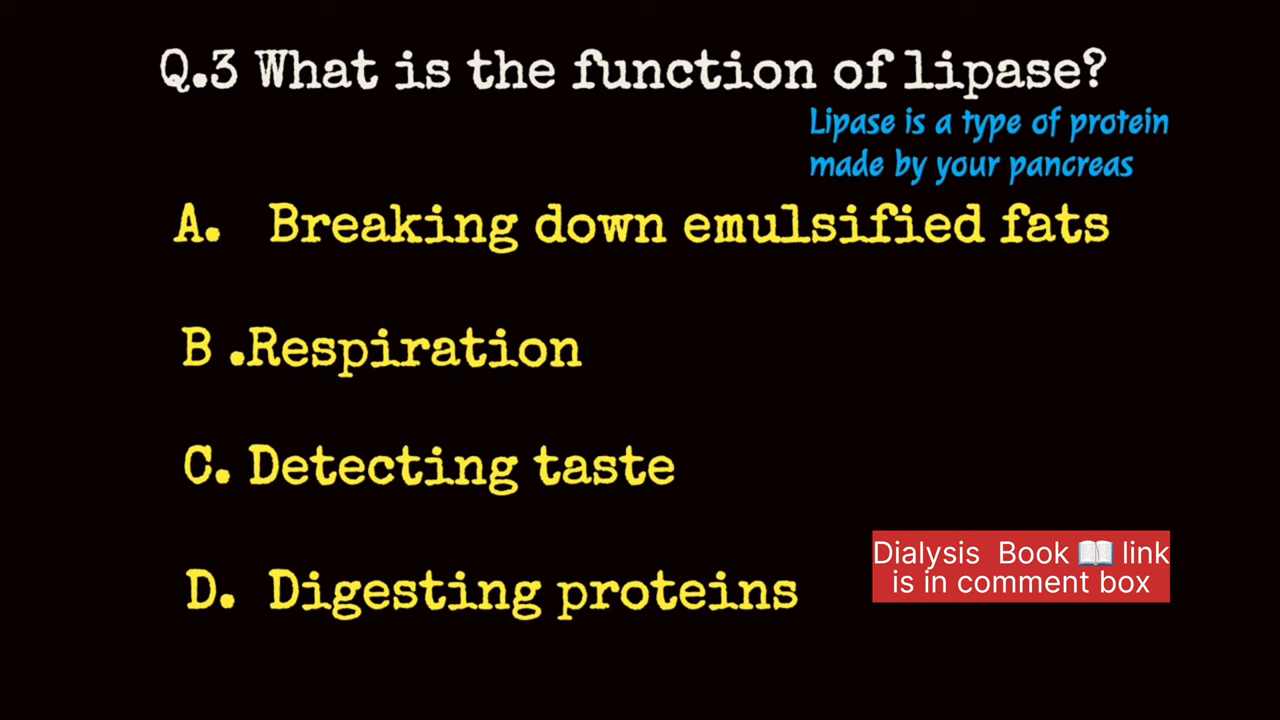 Q.3 What is the function of lipase?
Lipase is a type of protein
made by your pancreas
A. Breaking down emulsified fats
B .Respiration
C. Detecting taste
D. Digesting proteins
Dialysis Book 📖 link
is in comment box